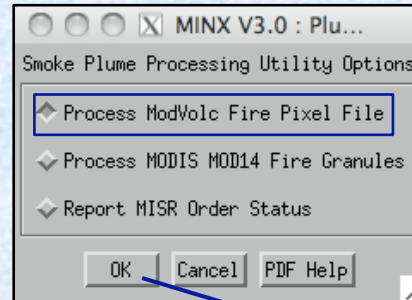 MINX V3.0 : Plu...
Smoke Plume Processing Utility Options
Process ModVolc Fire Pixel File
Process MODIS MOD14 Fire Granules
Report MISR Order Status
OK Cancel PDF Help